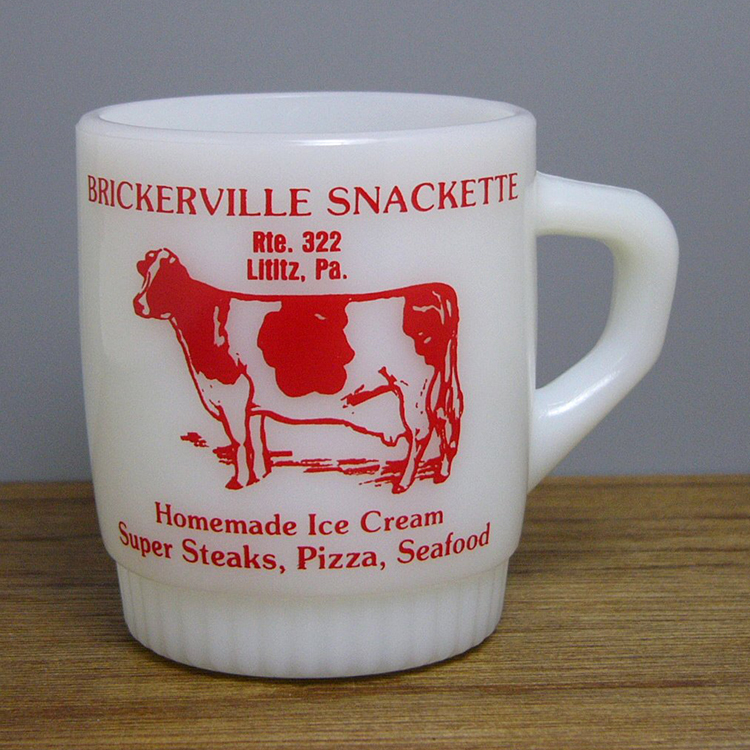 BRICKERVILLE SNACKETTE
Rte. 322
Lititz, Pa.
Homemade Ice Cream
Super Steaks, Pizza, Seafood